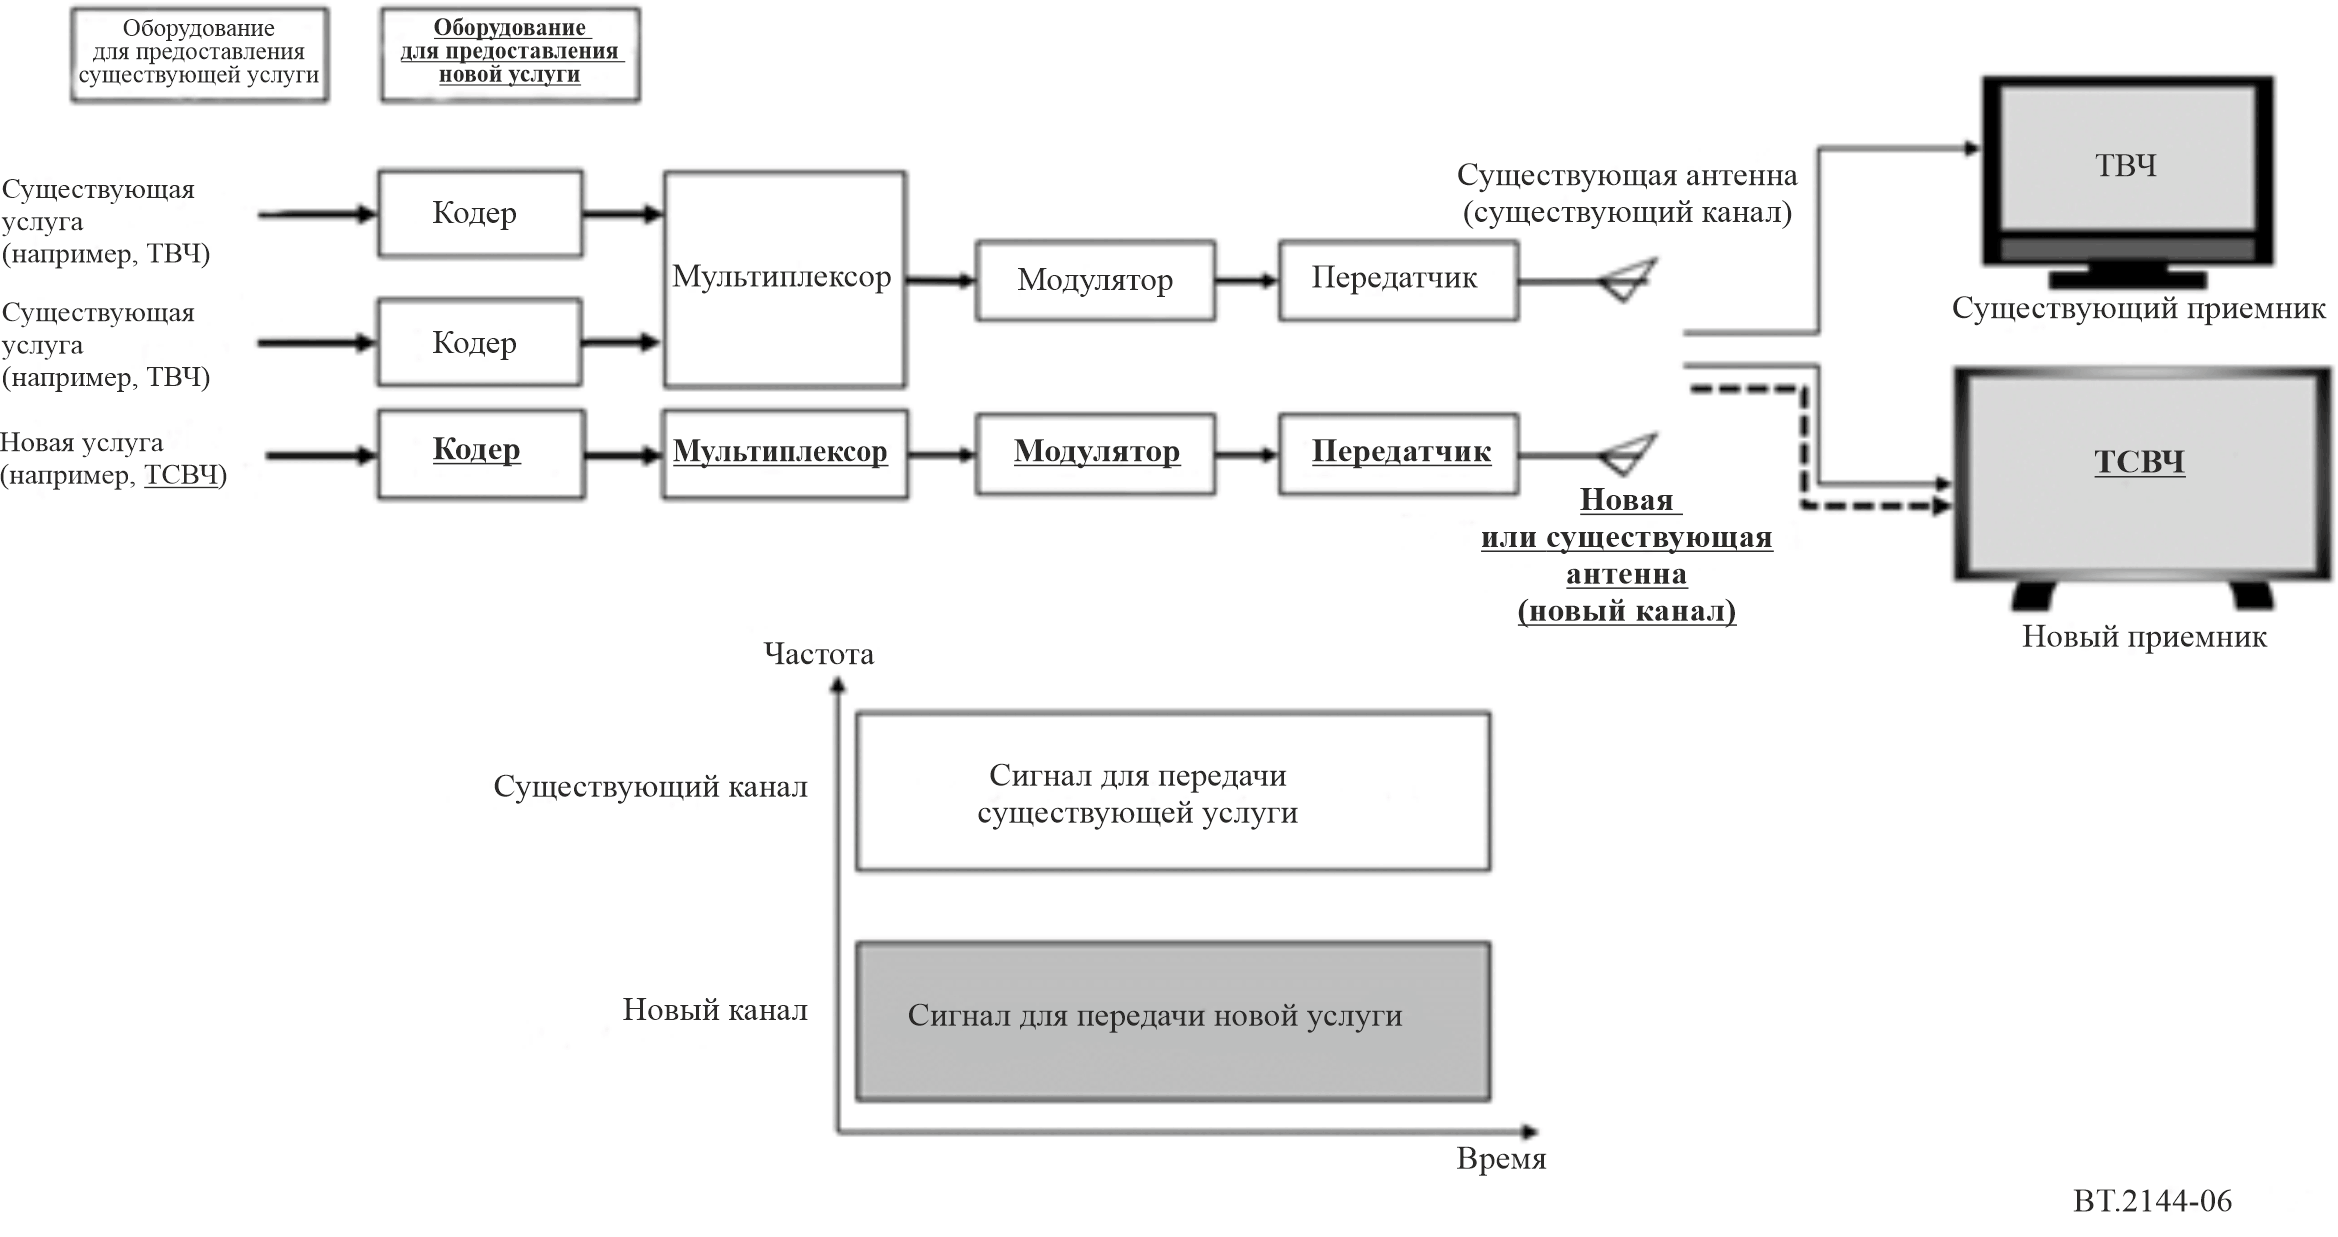 Оборудование
для предоставления
существующей услуги
Оборудование
для предоставления
новой услуги
Существующая
услуга
(например, ТВЧ)
Кодер
Существующая
услуга
(например, ТВЧ)
Кодер
Мультиплексор
Модулятор
Передатчик
Существующая антенна
(существующий канал)
ТВЧ
Существующий приемник
Новая услуга
(например, ТСВЧ)
Кодер
Мультиплексор
Модулятор
Передатчик
Новая
или существующая
антенна
(новый канал)
ТСВЧ
Новый приемник
Частота
Существующий канал
Сигнал для передачи
существующей услуги
Новый канал
Сигнал для передачи новой услуги
Время
BT.2144-06